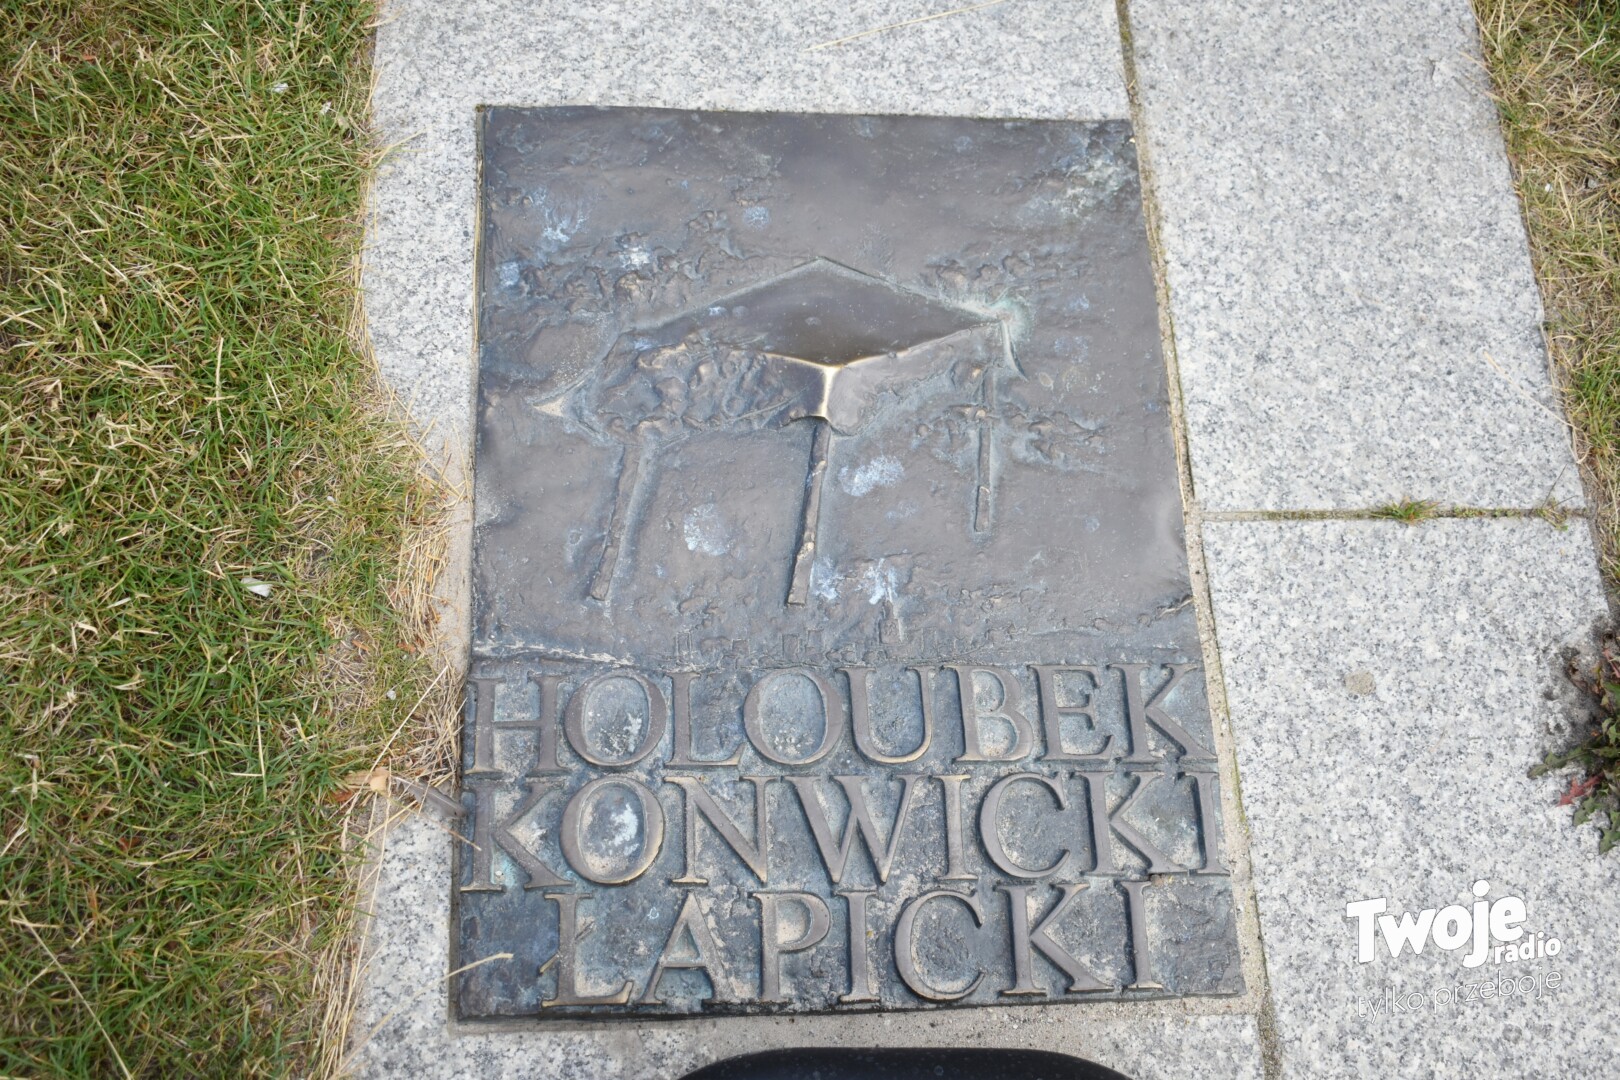 HOLOUBEK
KONWICKI
ŁAPICKI
Twoje
radio
tylko przeboje